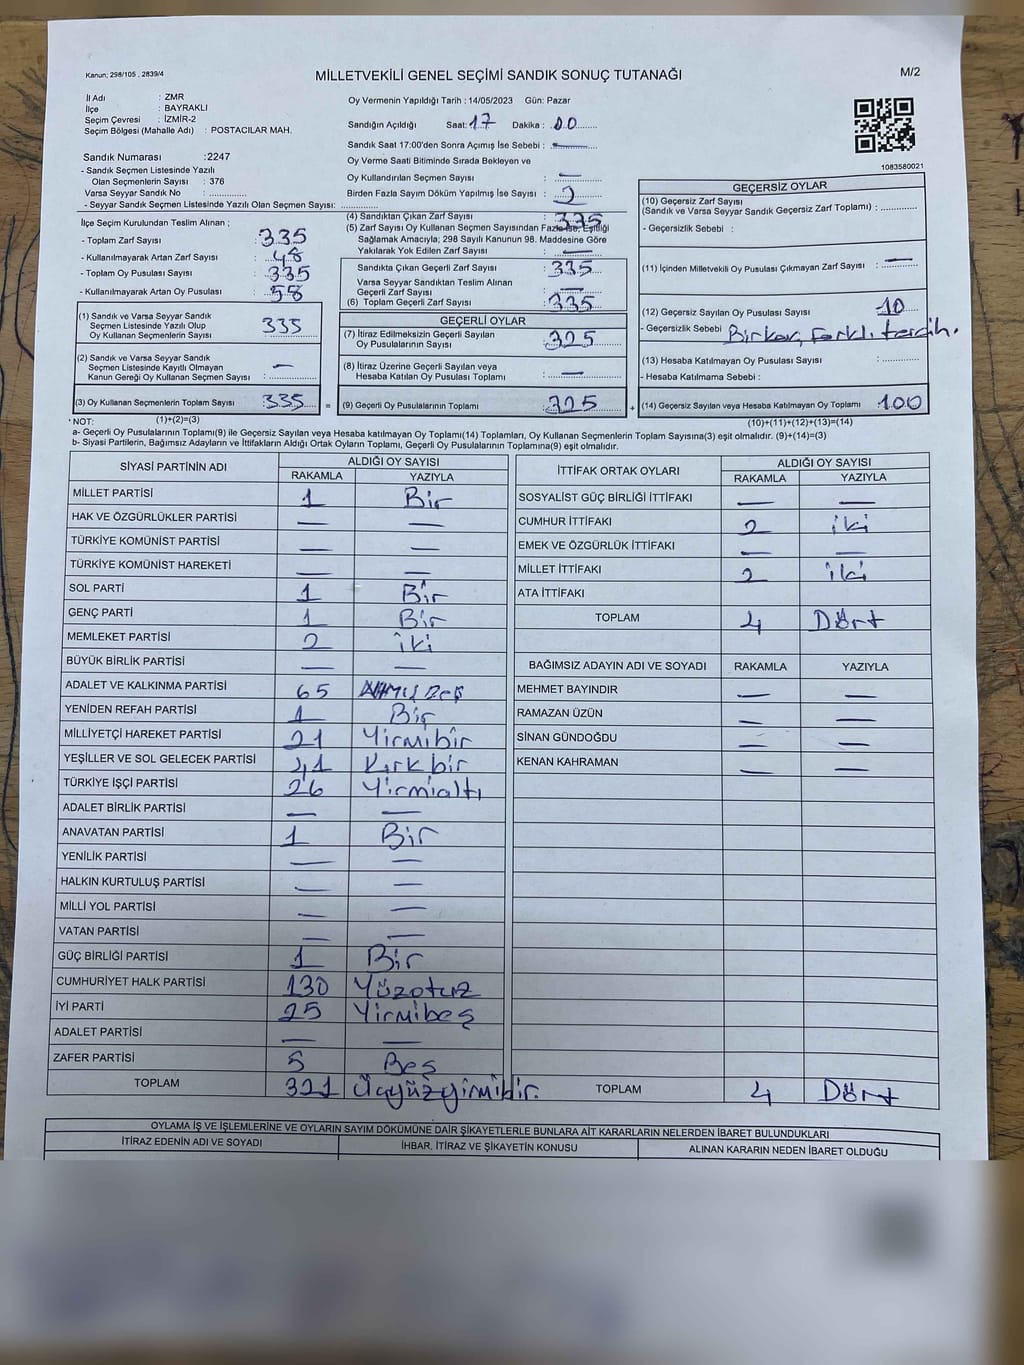 Kanun; 298/105 , 2839/4
MİLLETVEKİLİ GENEL SEÇİMİ SANDIK SONUÇ TUTANAĞI
M/2
İl Adı : ZMR
İlçe : BAYRAKLI
Seçim Çevresi : İZMİR-2
Seçim Bölgesi (Mahalle Adı) : POSTACILAR MAH.
Oy Vermenin Yapıldığı Tarih : 14/05/2023 Gün: Pazar
Sandığın Açıldığı Saat: 17 Dakika : 00
Sandık Saat 17:00'den Sonra Açımış İse Sebebi : —
Oy Verme Saati Bitiminde Sırada Bekleyen ve
Oy Kullandırılan Seçmen Sayısı : —
Birden Fazla Sayım Döküm Yapılmış İse Sayısı : 2
1083580021
Sandık Numarası :2247
- Sandık Seçmen Listesinde Yazılı
Olan Seçmenlerin Sayısı : 376
Varsa Seyyar Sandık No :
- Seyyar Sandık Seçmen Listesinde Yazılı Olan Seçmen Sayısı:
İlçe Seçim Kurulundan Teslim Alınan ;
- Toplam Zarf Sayısı : 335
- Kullanılmayarak Artan Zarf Sayısı : 48
- Toplam Oy Pusulası Sayısı : 335
- Kullanılmayarak Artan Oy Pusulası : 58
(1) Sandık ve Varsa Seyyar Sandık
Seçmen Listesinde Yazılı Olup
Oy Kullanan Seçmenlerin Sayısı : 335
(2) Sandık ve Varsa Seyyar Sandık
Seçmen Listesinde Kayıtlı Olmayan
Kanun Gereği Oy Kullanan Seçmen Sayısı : —
(3) Oy Kullanan Seçmenlerin Toplam Sayısı : 335
(4) Sandıktan Çıkan Zarf Sayısı : 335
(5) Zarf Sayısı Oy Kullanan Seçmen Sayısından Fazla İse, Eşitliği
Sağlamak Amacıyla; 298 Sayılı Kanunun 98. Maddesine Göre
Yakılarak Yok Edilen Zarf Sayısı : —
Sandıkta Çıkan Geçerli Zarf Sayısı : 335
Varsa Seyyar Sandıktan Teslim Alınan
Geçerli Zarf Sayısı : —
(6) Toplam Geçerli Zarf Sayısı : 335
GEÇERLİ OYLAR
(7) İtiraz Edilmeksizin Geçerli Sayılan
Oy Pusulalarının Sayısı : 325
(8) İtiraz Üzerine Geçerli Sayılan veya
Hesaba Katılan Oy Pusulası Toplamı : —
= (9) Geçerli Oy Pusulalarının Toplamı : 325
GEÇERSİZ OYLAR
(10) Geçersiz Zarf Sayısı
(Sandık ve Varsa Seyyar Sandık Geçersiz Zarf Toplamı) :
- Geçersizlik Sebebi :
(11) İçinden Milletvekili Oy Pusulası Çıkmayan Zarf Sayısı : —
(12) Geçersiz Sayılan Oy Pusulası Sayısı : 10
- Geçersizlik Sebebi : Birkaç farklı tercih.
(13) Hesaba Katılmayan Oy Pusulası Sayısı :
- Hesaba Katılmama Sebebi :
+ (14) Geçersiz Sayılan veya Hesaba Katılmayan Oy Toplamı : 100
*NOT: (1)+(2)=(3)
(10)+(11)+(12)+(13)=(14)
a- Geçerli Oy Pusulalarının Toplamı(9) ile Geçersiz Sayılan veya Hesaba katılmayan Oy Toplamı(14) Toplamları, Oy Kullanan Seçmenlerin Toplam Sayısına(3) eşit olmalıdır. (9)+(14)=(3)
b- Siyasi Partilerin, Bağımsız Adayların ve İttifakların Aldığı Ortak Oyların Toplamı, Geçerli Oy Pusulalarının Toplamına(9) eşit olmalıdır.
SİYASİ PARTİNİN ADI ALDIĞI OY SAYISI
RAKAMLA YAZIYLA
MİLLET PARTİSİ 1 Bir
HAK VE ÖZGÜRLÜKLER PARTİSİ — —
TÜRKİYE KOMÜNİST PARTİSİ — —
TÜRKİYE KOMÜNİST HAREKETİ — —
SOL PARTİ 1 Bir
GENÇ PARTİ 1 Bir
MEMLEKET PARTİSİ 2 iki
BÜYÜK BİRLİK PARTİSİ — —
ADALET VE KALKINMA PARTİSİ 65 Altmışbeş
YENİDEN REFAH PARTİSİ 1 Bir
MİLLİYETÇİ HAREKET PARTİSİ 21 Yirmibir
YEŞİLLER VE SOL GELECEK PARTİSİ 41 Kırkbir
TÜRKİYE İŞÇİ PARTİSİ 26 Yirmialtı
ADALET BİRLİK PARTİSİ — —
ANAVATAN PARTİSİ 1 Bir
YENİLİK PARTİSİ — —
HALKIN KURTULUŞ PARTİSİ — —
MİLLİ YOL PARTİSİ — —
VATAN PARTİSİ — —
GÜÇ BİRLİĞİ PARTİSİ 1 Bir
CUMHURİYET HALK PARTİSİ 130 Yüzotuz
İYİ PARTİ 25 Yirmibeş
ADALET PARTİSİ — —
ZAFER PARTİSİ 5 Beş
TOPLAM 321 Üçyüzyirmibir.
İTTİFAK ORTAK OYLARI ALDIĞI OY SAYISI
RAKAMLA YAZIYLA
SOSYALİST GÜÇ BİRLİĞİ İTTİFAKI — —
CUMHUR İTTİFAKI 2 iki
EMEK VE ÖZGÜRLÜK İTTİFAKI — —
MİLLET İTTİFAKI 2 iki
ATA İTTİFAKI
TOPLAM 4 Dört
BAĞIMSIZ ADAYIN ADI VE SOYADI RAKAMLA YAZIYLA
MEHMET BAYINDIR — —
RAMAZAN ÜZÜN — —
SİNAN GÜNDOĞDU — —
KENAN KAHRAMAN — —
TOPLAM 4 Dört
OYLAMA İŞ VE İŞLEMLERİNE VE OYLARIN SAYIM DÖKÜMÜNE DAİR ŞİKAYETLERLE BUNLARA AİT KARARLARIN NELERDEN İBARET BULUNDUKLARI
İTİRAZ EDENİN ADI VE SOYADI İHBAR, İTİRAZ VE ŞİKAYETİN KONUSU ALINAN KARARIN NEDEN İBARET OLDUĞU